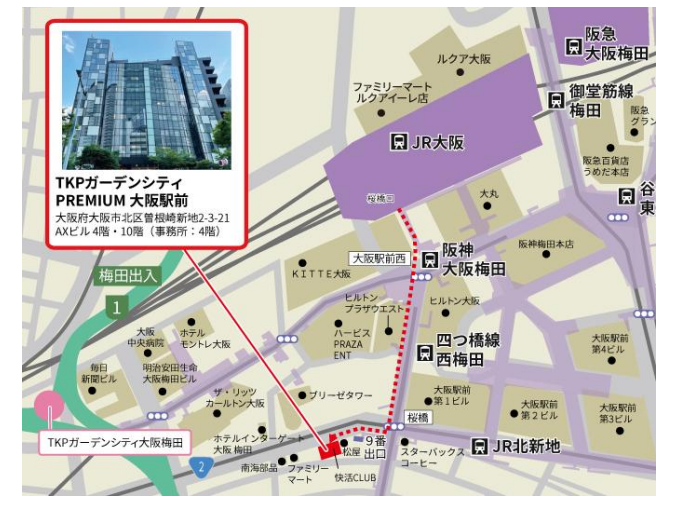 阪急
大阪梅田
ルクア大阪
ファミリーマート
ルクアイーレ店
御堂筋線
梅田
阪急
グラン
JR大阪
阪急百貨店
うめだ本店
TKPガーデンシティ
PREMIUM 大阪駅前
大阪府大阪市北区曽根崎新地2-3-21
AXビル 4階・10階（事務所：4階）
桜橋口
大丸
谷
東
大阪駅前西
阪神
大阪梅田
阪神梅田本店
梅田出入
1
KITTE大阪
ヒルトン
プラザウエスト
ヒルトン大阪
大阪
中央病院
ホテル
モントレ大阪
ハービス
PRAZA
ENT
四つ橋線
西梅田
大阪駅前
第4ビル
毎日
新聞ビル
明治安田生命
大阪梅田ビル
ザ・リッツ
カールトン大阪
ブリーゼタワー
大阪駅前
第1ビル
大阪駅前
第2ビル
大阪駅前
第3ビル
桜橋
TKPガーデンシティ大阪梅田
ホテルインターゲート
大阪 梅田
松屋
9番
出口
スターバックス
コーヒー
JR北新地
2
南海部品
ファミリー
マート
快活CLUB